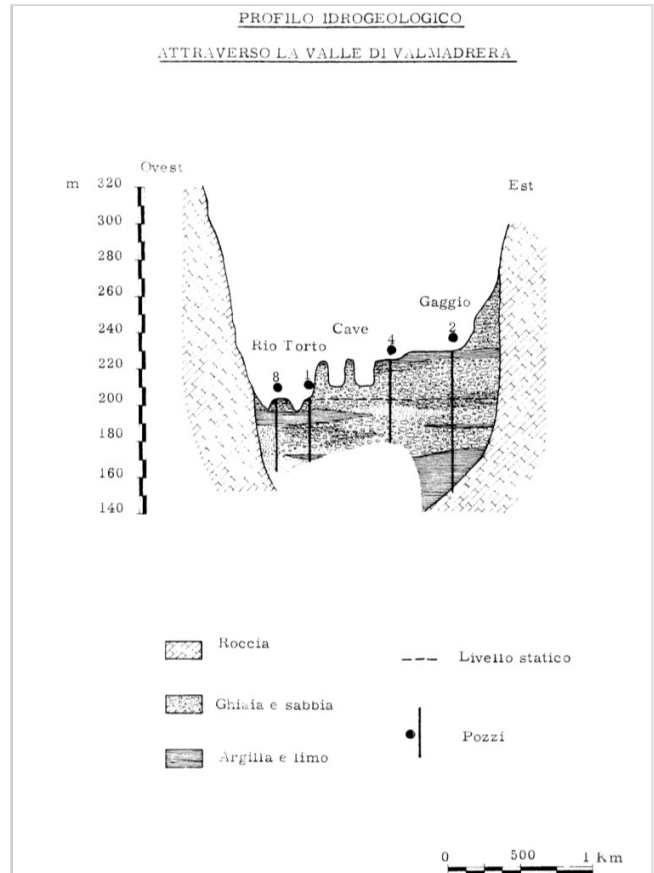 PROFILO IDROGEOLOGICO
ATTRAVERSO LA VALLE DI VALMADRERA
Ovest
m 320
Est
300
280
260
Gaggio
240
Cave
4
2
Rio Torto
220
8
1
200
180
160
140
Roccia
Livello statico
Ghiaia e sabbia
Pozzi
Argilla e limo
0 500 1 Km